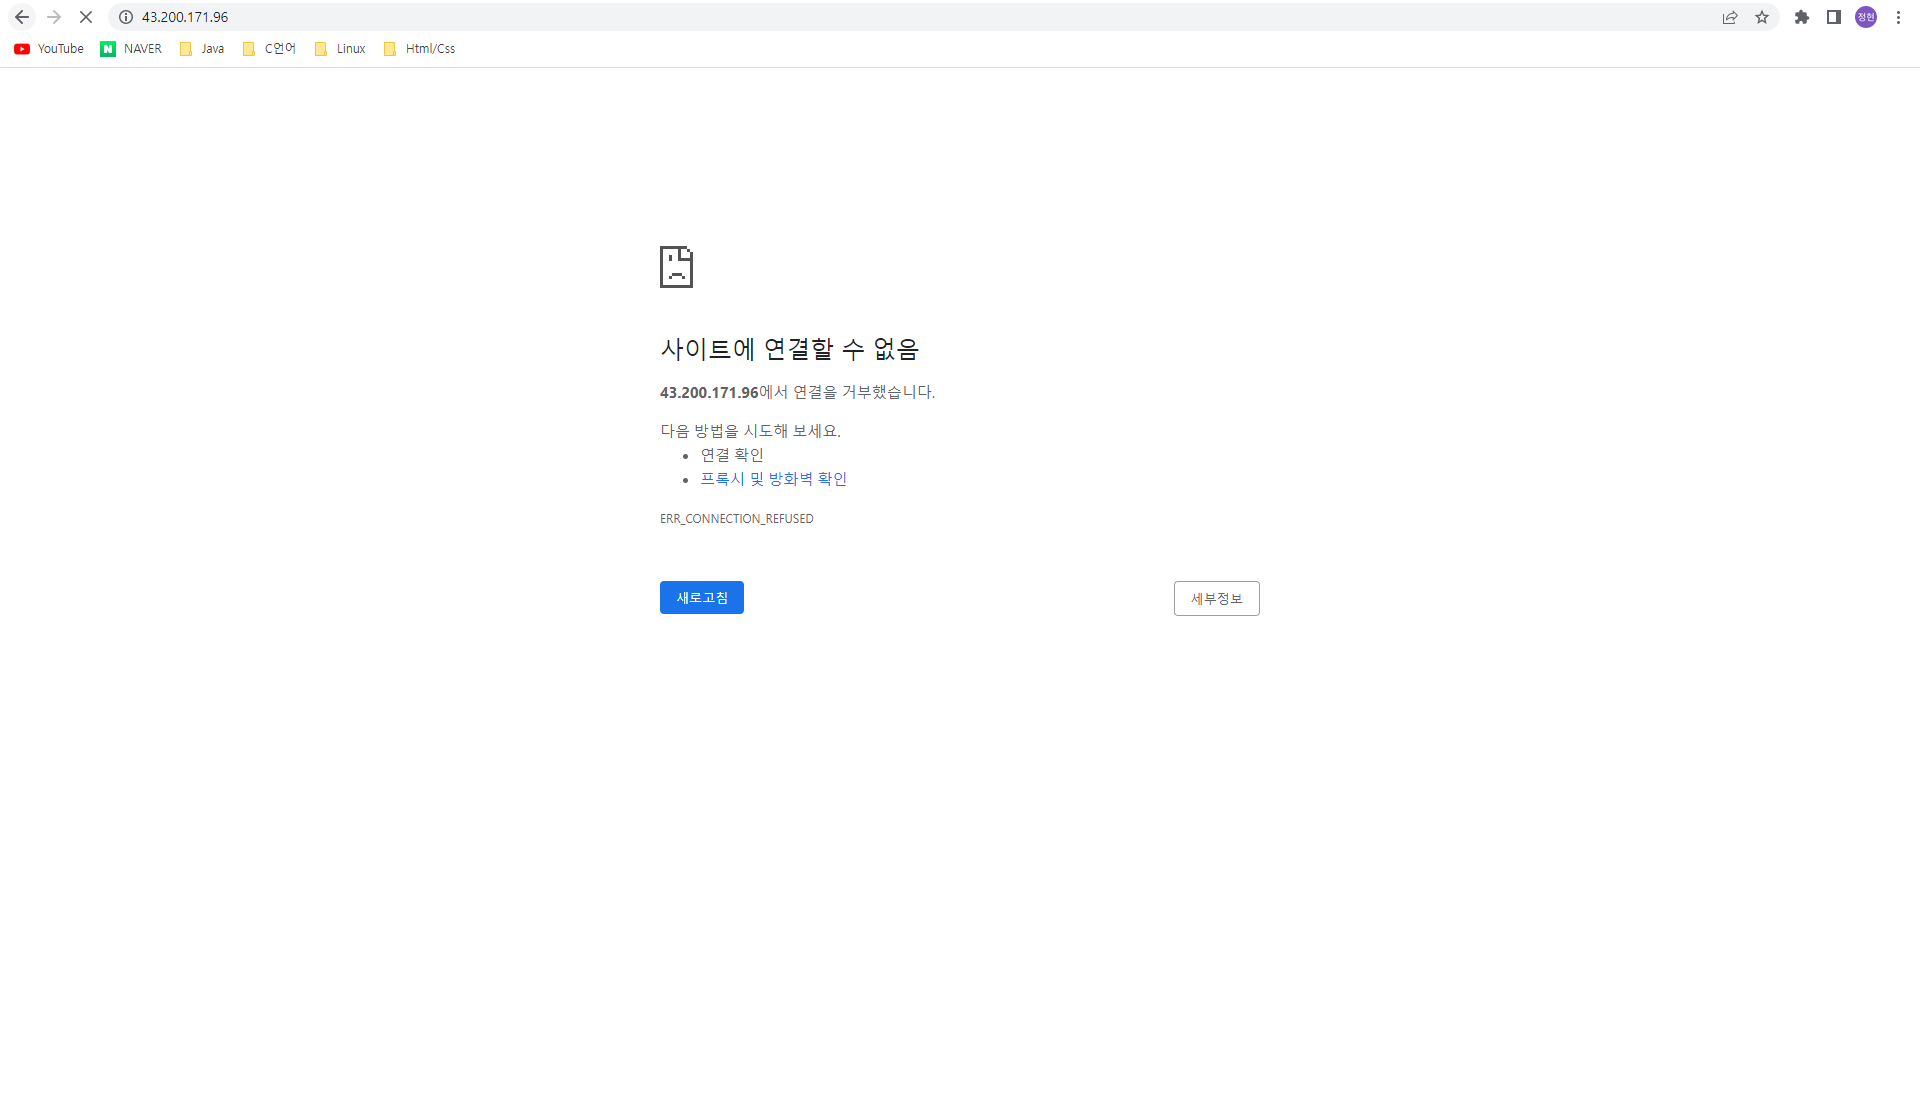 43.200.171.96
정현
YouTube NAVER Java C언어 Linux Html/Css
사이트에 연결할 수 없음
43.200.171.96에서 연결을 거부했습니다.
다음 방법을 시도해 보세요.
연결 확인
프록시 및 방화벽 확인
ERR_CONNECTION_REFUSED
새로고침 세부정보